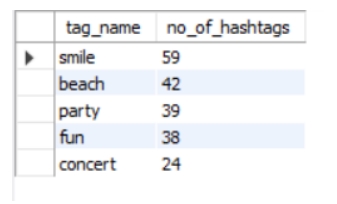 tag_name no_of_hashtags
smile 59
beach 42
party 39
fun 38
concert 24